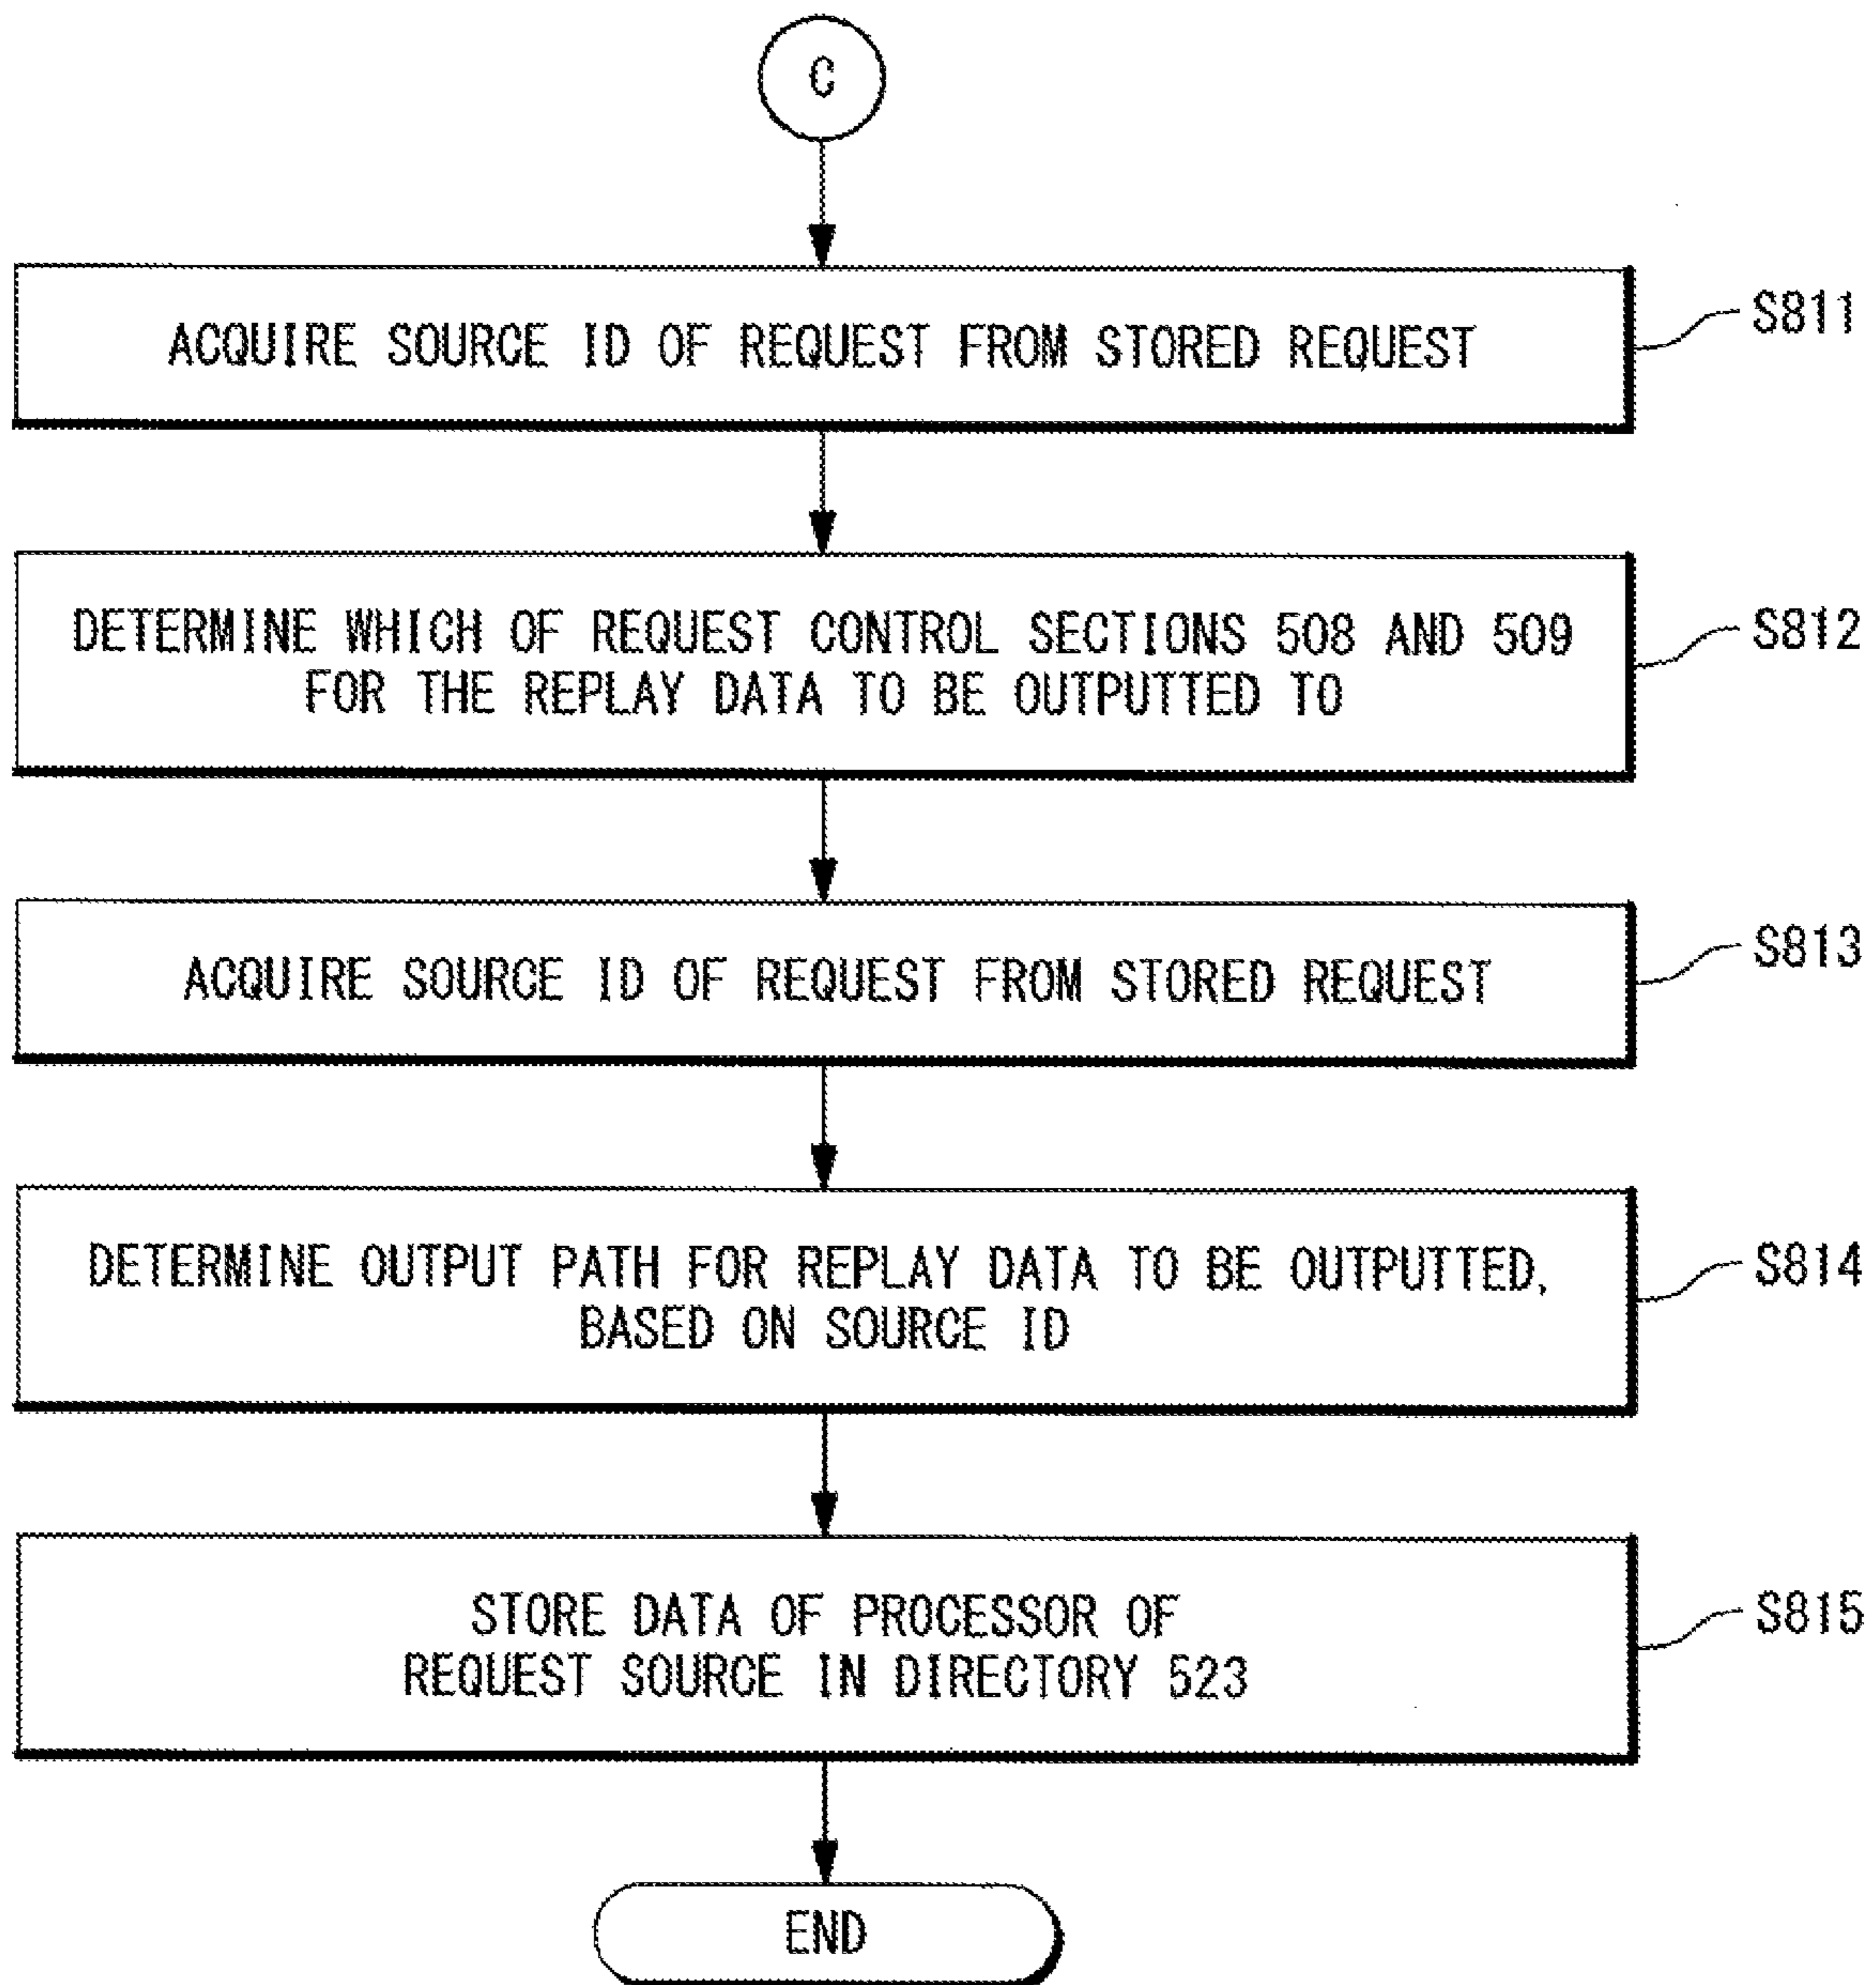 C
ACQUIRE SOURCE ID OF REQUEST FROM STORED REQUEST
S811
DETERMINE WHICH OF REQUEST CONTROL SECTIONS 508 AND 509
FOR THE REPLAY DATA TO BE OUTPUTTED TO
S812
ACQUIRE SOURCE ID OF REQUEST FROM STORED REQUEST
S813
DETERMINE OUTPUT PATH FOR REPLAY DATA TO BE OUTPUTTED,
BASED ON SOURCE ID
S814
STORE DATA OF PROCESSOR OF
REQUEST SOURCE IN DIRECTORY 523
S815
END